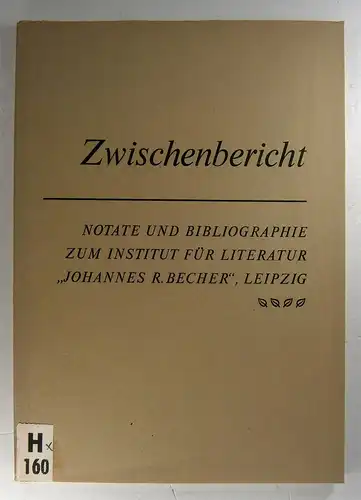 Zwischenbericht
NOTATE UND BIBLIOGRAPHIE
ZUM INSTITUT FÜR LITERATUR
„JOHANNES R. BECHER“, LEIPZIG
H x
160